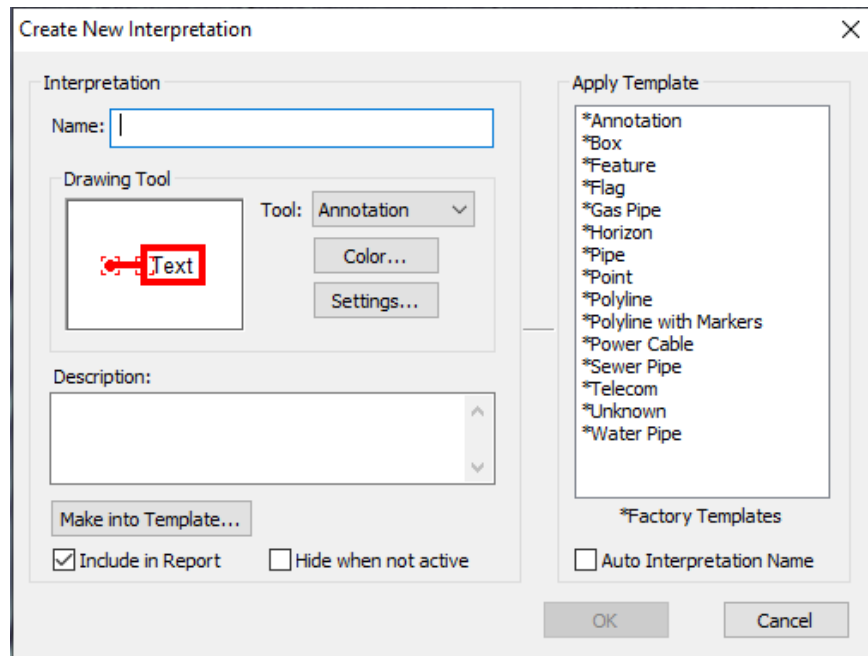 Create New Interpretation
Interpretation
Name:
Drawing Tool
Text
Tool: Annotation
Color...
Settings...
Description:
Make into Template...
Include in Report
Hide when not active
Apply Template
*Annotation
*Box
*Feature
*Flag
*Gas Pipe
*Horizon
*Pipe
*Point
*Polyline
*Polyline with Markers
*Power Cable
*Sewer Pipe
*Telecom
*Unknown
*Water Pipe
*Factory Templates
Auto Interpretation Name
OK
Cancel